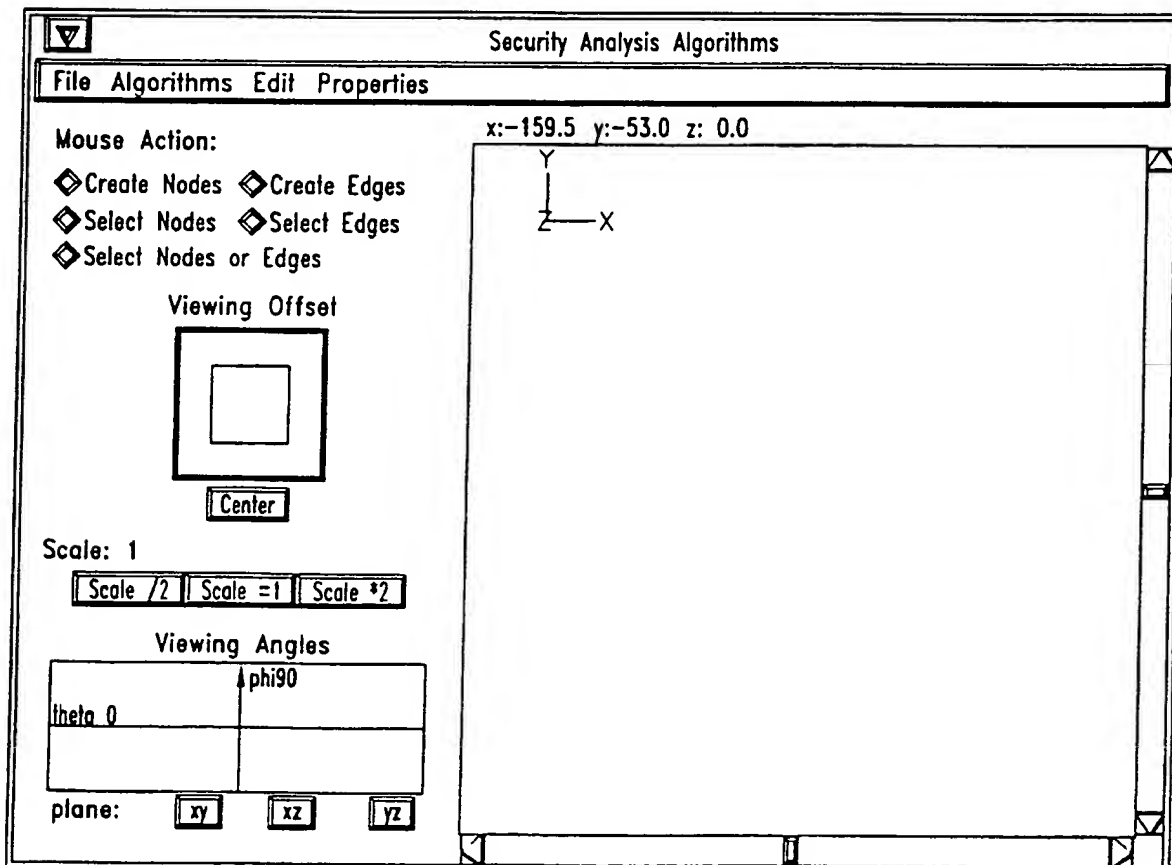 Security Analysis Algorithms
File Algorithms Edit Properties
x:-159.5 y:-53.0 z: 0.0
Mouse Action:
Create Nodes Create Edges
Select Nodes Select Edges
Select Nodes or Edges
Viewing Offset
Center
Scale: 1
Scale /2 Scale =1 Scale *2
Viewing Angles
phi90
theta 0
plane: xy xz yz
Y
Z X